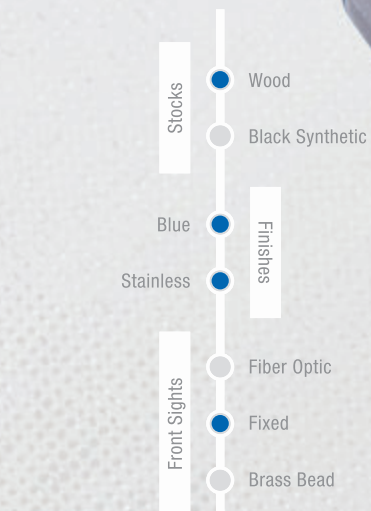 Stocks
Wood
Black Synthetic
Finishes
Blue
Stainless
Front Sights
Fiber Optic
Fixed
Brass Bead